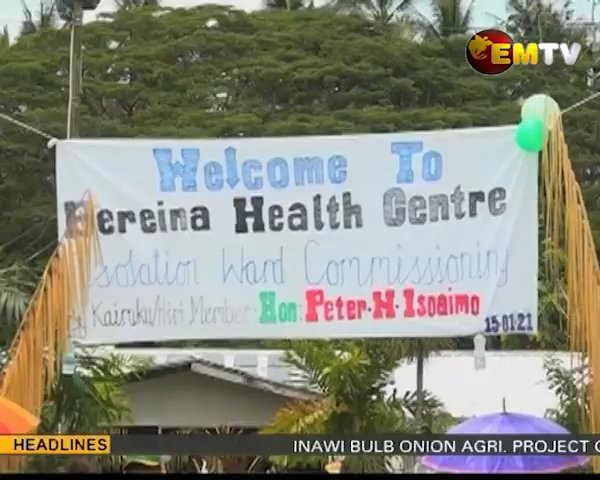 EMTV
Welcome To
Bereina Health Centre
Isolation Ward Commissioning
By Kairuku/Hiri Member: Hon: Peter.N.Isoaimo
15.01.21
HEADLINES
INAWI BULB ONION AGRI. PROJECT